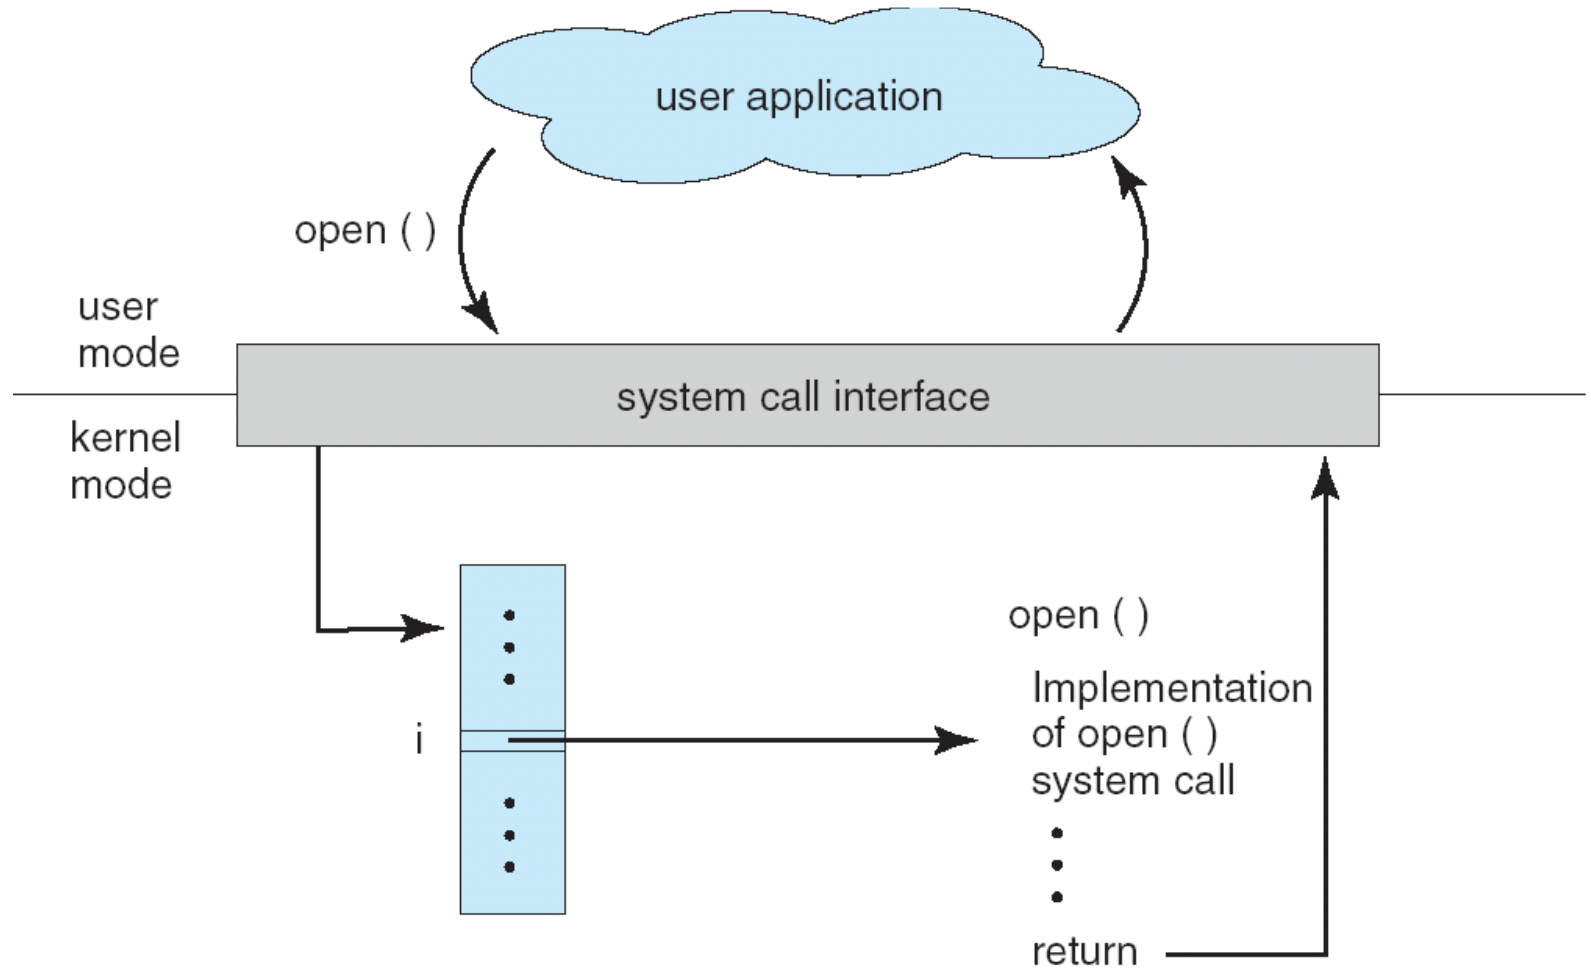 user application
open ( )
user
mode
system call interface
kernel
mode
open ( )
Implementation
of open ( )
system call
i
return